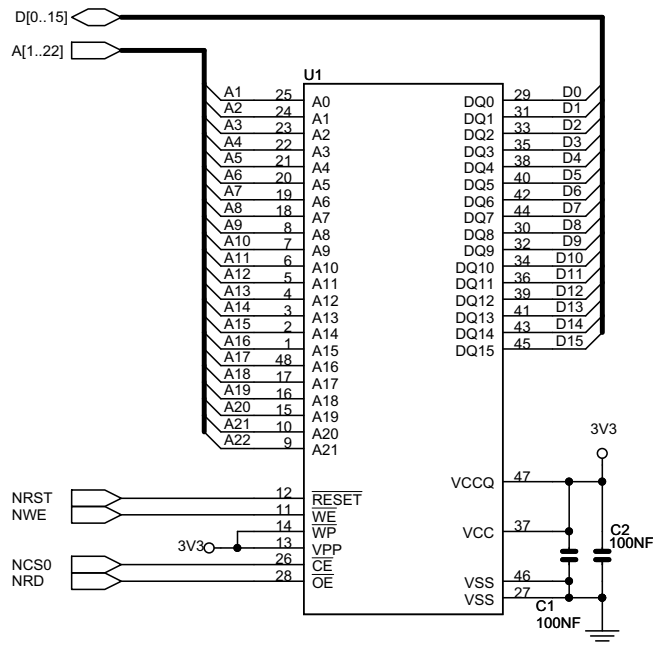 D[0..15]
A[1..22]
U1
A1 25 A0 DQ0 29 D0
A2 24 A1 DQ1 31 D1
A3 23 A2 DQ2 33 D2
A4 22 A3 DQ3 35 D3
A5 21 A4 DQ4 38 D4
A6 20 A5 DQ5 40 D5
A7 19 A6 DQ6 42 D6
A8 18 A7 DQ7 44 D7
A9 8 A8 DQ8 30 D8
A10 7 A9 DQ9 32 D9
A11 6 A10 DQ10 34 D10
A12 5 A11 DQ11 36 D11
A13 4 A12 DQ12 39 D12
A14 3 A13 DQ13 41 D13
A15 2 A14 DQ14 43 D14
A16 1 A15 DQ15 45 D15
A17 48 A16
A18 17 A17
A19 16 A18
A20 15 A19
A21 10 A20
A22 9 A21
3V3
VCCQ 47
NRST 12 RESET
NWE 11 WE
14 WP VCC 37
C2
100NF
3V3 13 VPP
NCS0 26 CE
NRD 28 OE VSS 46
VSS 27
C1
100NF